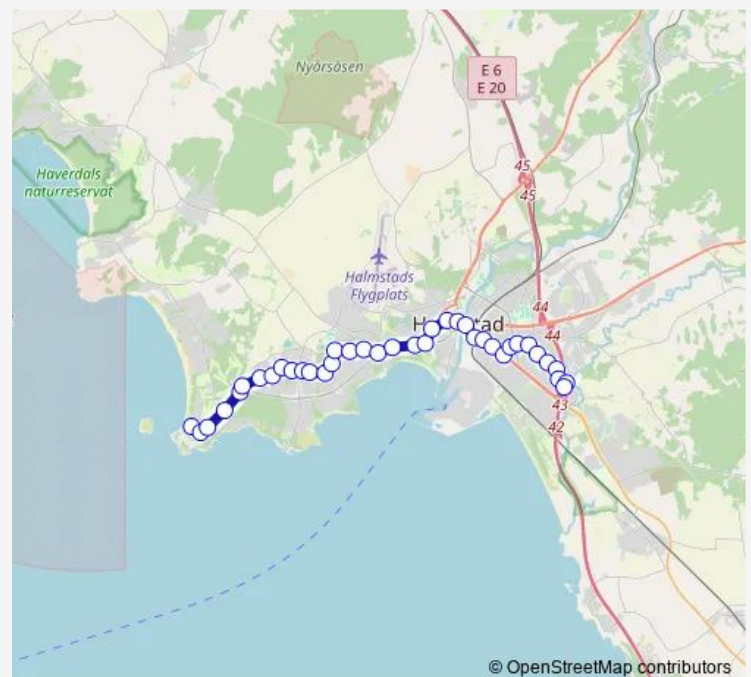 Nyårsåsen
E 6
E 20
45
45
Haverdals
naturreservat
Halmstads
Flygplats
44
44
43
42
© OpenStreetMap contributors